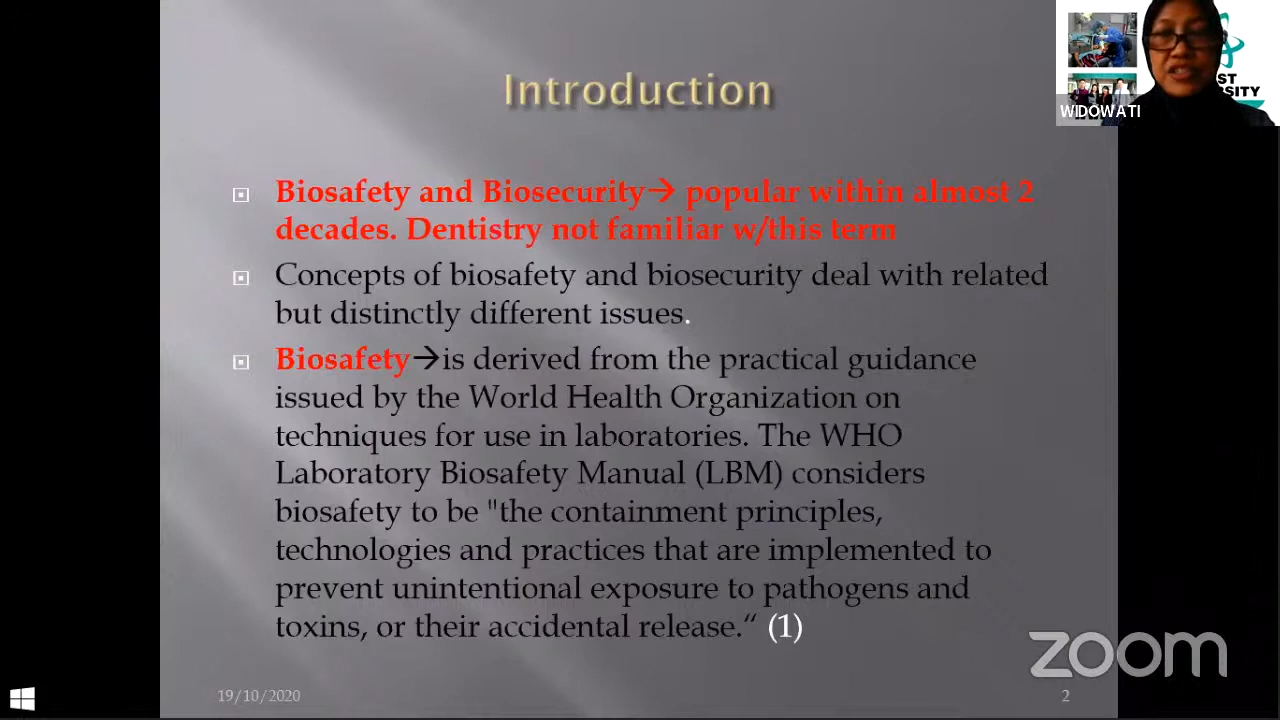 Introduction
Biosafety and Biosecurity→ popular within almost 2
decades. Dentistry not familiar w/this term
Concepts of biosafety and biosecurity deal with related
but distinctly different issues.
Biosafety→is derived from the practical guidance
issued by the World Health Organization on
techniques for use in laboratories. The WHO
Laboratory Biosafety Manual (LBM) considers
biosafety to be "the containment principles,
technologies and practices that are implemented to
prevent unintentional exposure to pathogens and
toxins, or their accidental release.“ (1)
19/10/2020
2
WIDOWATI
zoom